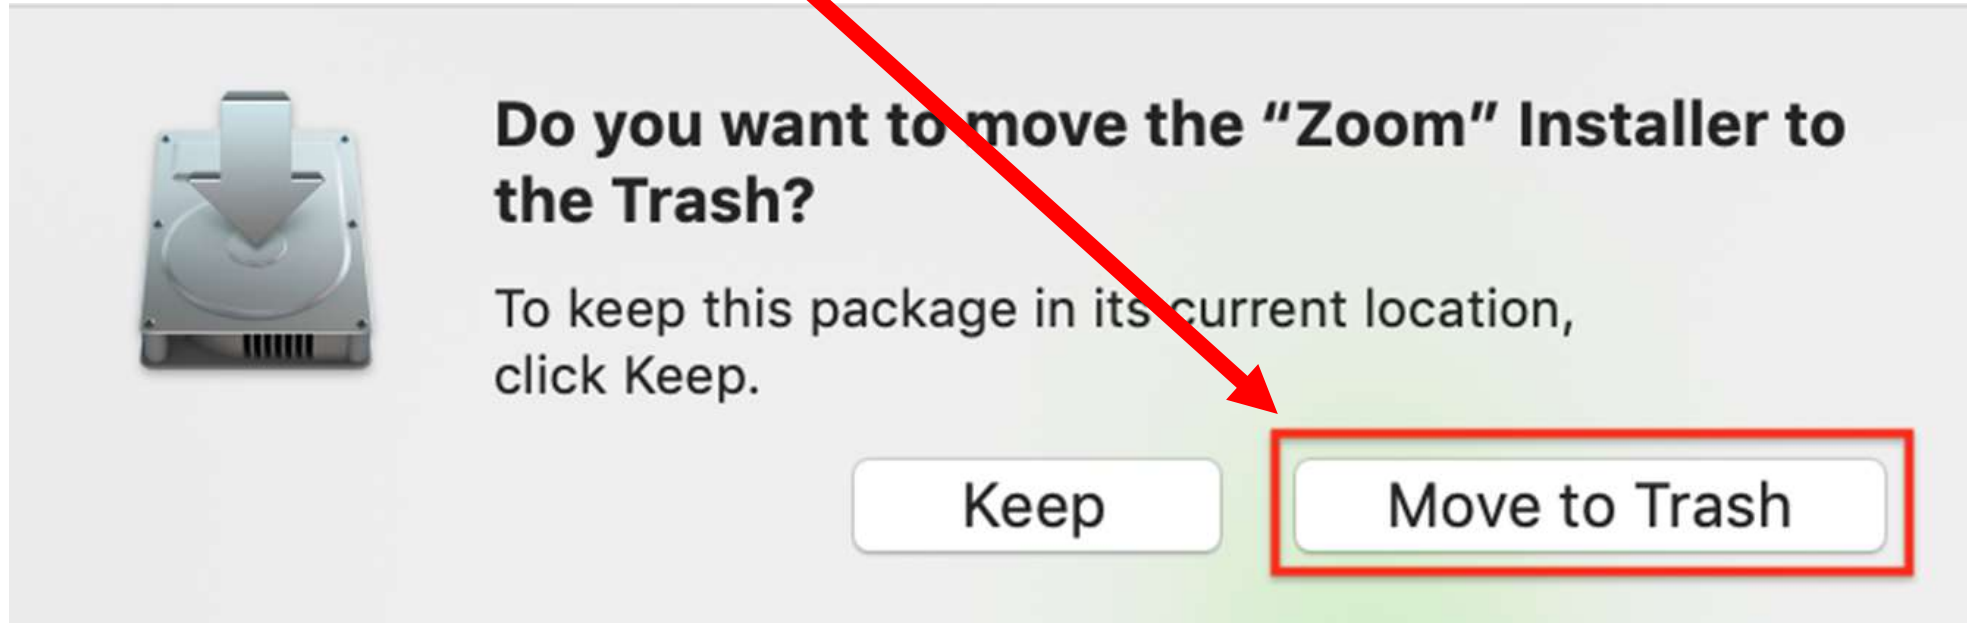 Do you want to move the “Zoom” Installer to
the Trash?
To keep this package in its current location,
click Keep.
Keep
Move to Trash